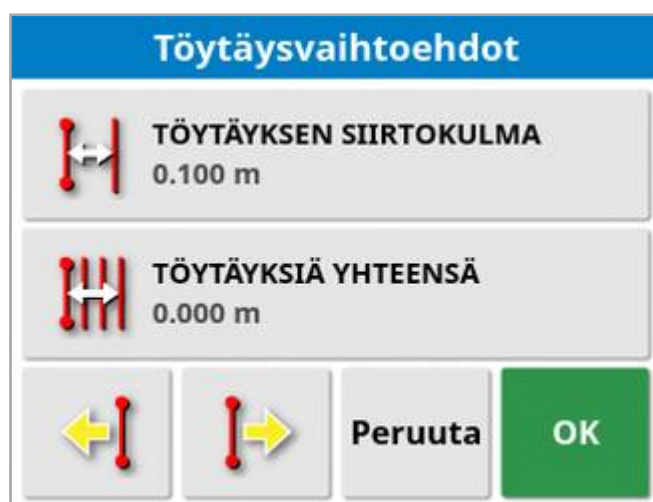 Töytäysvaihtoehdot
TÖYTÄYKSEN SIIRTOKULMA
0.100 m
TÖYTÄYKSIÄ YHTEENSÄ
0.000 m
Peruuta
OK